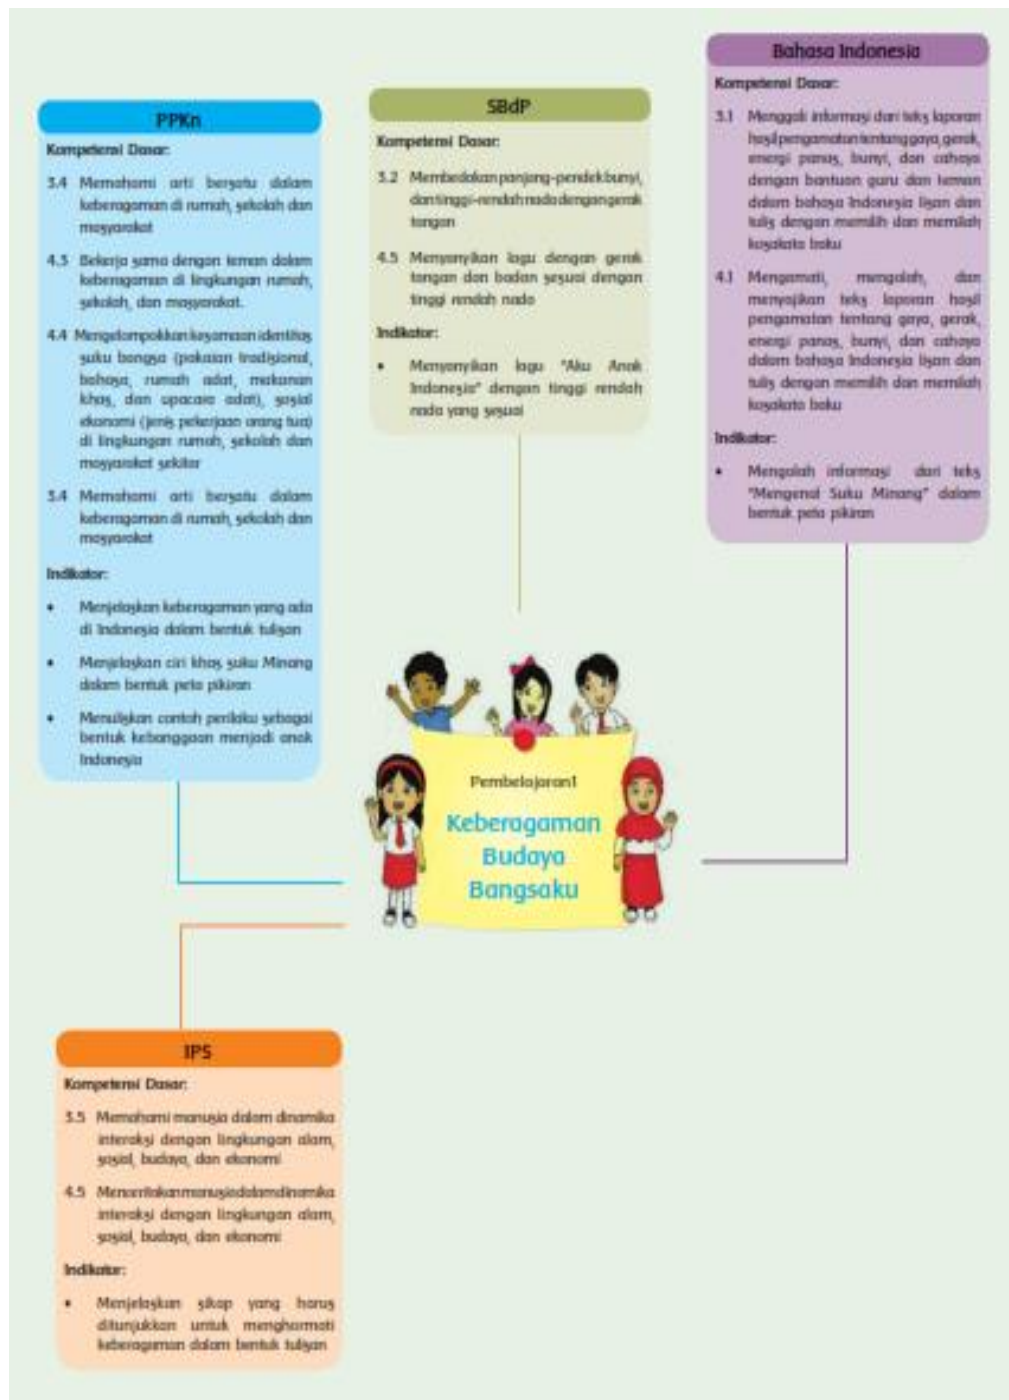 PPKn
Kompetensi Dasar:
3.4 Memahami arti bersatu dalam
keberagaman di rumah, sekolah dan
masyarakat
4.3 Bekerja sama dengan teman dalam
keberagaman di lingkungan rumah,
sekolah, dan masyarakat.
4.4 Mengelompokkan kesamaan identitas
suku bangsa (pakaian tradisional,
bahasa, rumah adat, makanan
khas, dan upacara adat), sosial
ekonomi (jenis pekerjaan orang tua)
di lingkungan rumah, sekolah dan
masyarakat sekitar
3.4 Memahami arti bersatu dalam
keberagaman di rumah, sekolah dan
masyarakat
Indikator:
• Menjelaskan keberagaman yang ada
di Indonesia dalam bentuk tulisan
• Menjelaskan ciri khas suku Minang
dalam bentuk peta pikiran
• Menuliskan contoh perilaku sebagai
bentuk kebanggaan menjadi anak
Indonesia
SBdP
Kompetensi Dasar:
3.2 Membedakan panjang-pendek bunyi,
dan tinggi-rendah nada dengan gerak
tangan
4.5 Menyanyikan lagu dengan gerak
tangan dan badan sesuai dengan
tinggi rendah nada
Indikator:
• Menyanyikan lagu "Aku Anak
Indonesia" dengan tinggi rendah
nada yang sesuai
Bahasa Indonesia
Kompetensi Dasar:
3.1 Menggali informasi dari teks laporan
hasil pengamatan tentang gaya, gerak,
energi panas, bunyi, dan cahaya
dengan bantuan guru dan teman
dalam bahasa Indonesia lisan dan
tulis dengan memilih dan memilah
kosakata baku
4.1 Mengamati, mengolah, dan
menyajikan teks laporan hasil
pengamatan tentang gaya, gerak,
energi panas, bunyi, dan cahaya
dalam bahasa Indonesia lisan dan
tulis dengan memilih dan memilah
kosakata baku
Indikator:
• Mengolah informasi dari teks
"Mengenal Suku Minang" dalam
bentuk peta pikiran
Pembelajaran1
Keberagaman
Budaya
Bangsaku
IPS
Kompetensi Dasar:
3.5 Memahami manusia dalam dinamika
interaksi dengan lingkungan alam,
sosial, budaya, dan ekonomi
4.5 Menceritakan manusia dalam dinamika
interaksi dengan lingkungan alam,
sosial, budaya, dan ekonomi
Indikator:
• Menjelaskan sikap yang harus
ditunjukkan untuk menghormati
keberagaman dalam bentuk tulisan